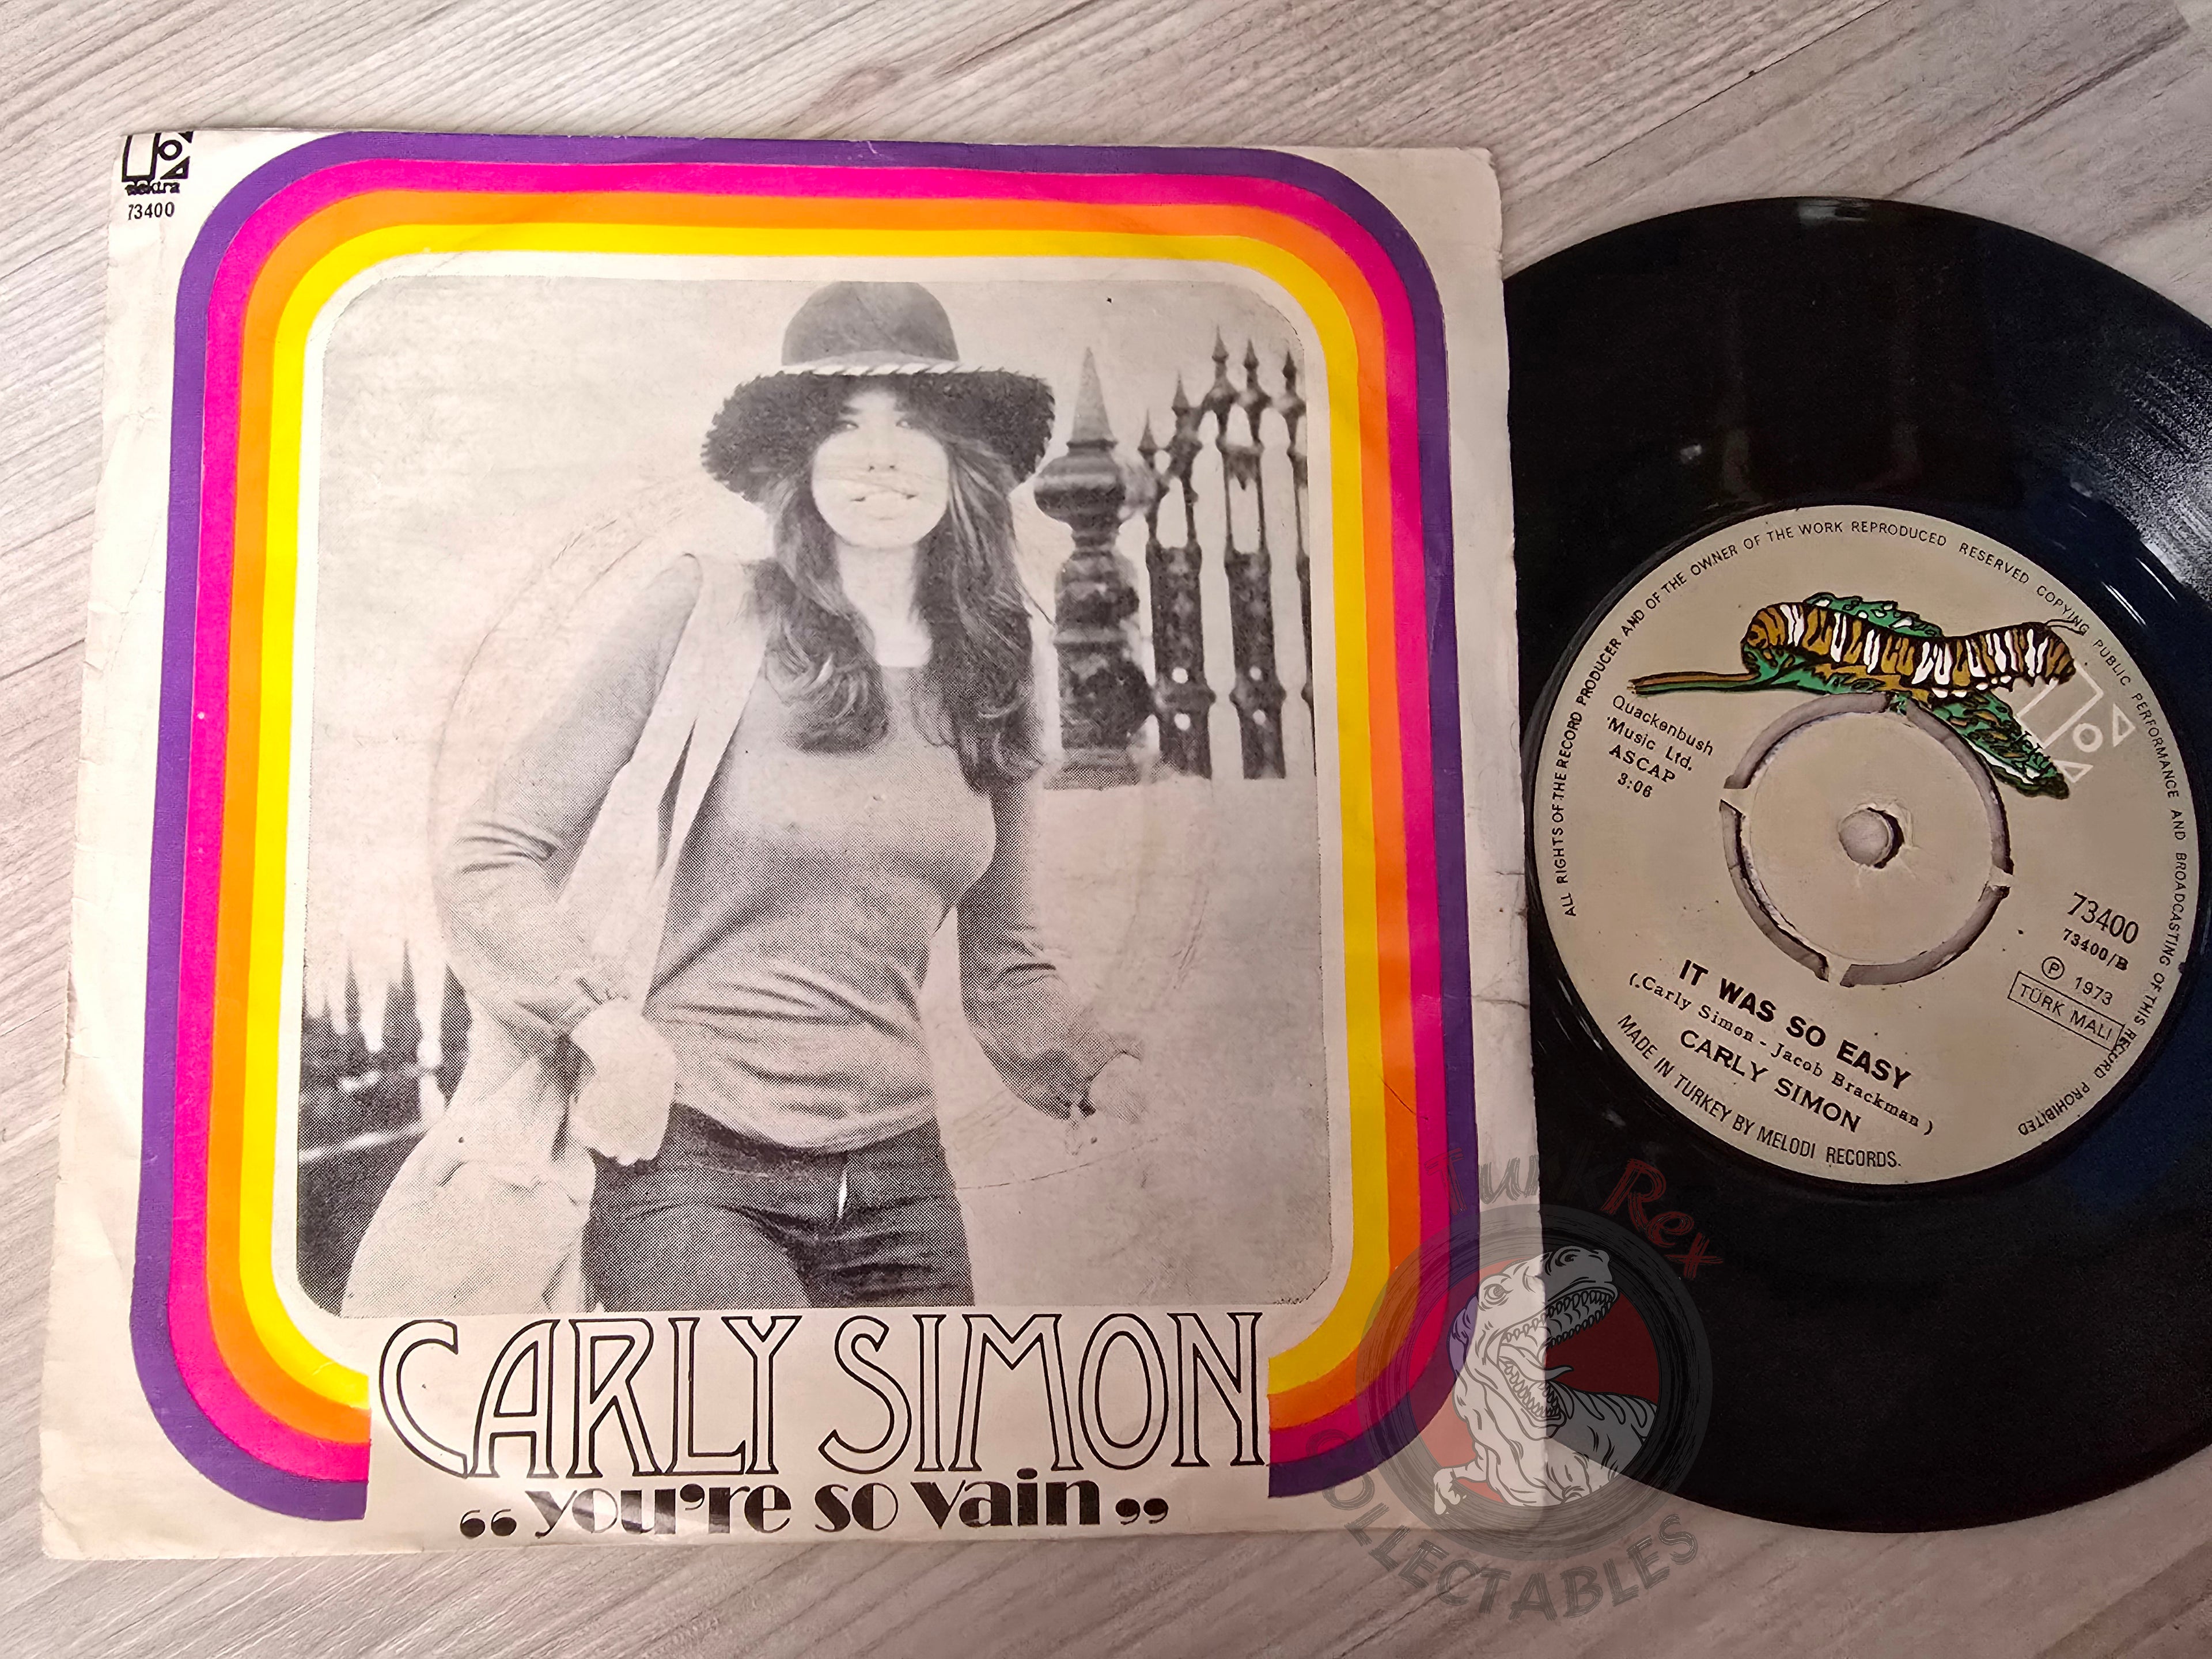 elektra
73400
CARLY SIMON
“you're so vain”
ALL RIGHTS OF THE RECORD PRODUCER AND OF THE OWNER OF THE WORK REPRODUCED RESERVED COPYING PUBLIC PERFORMANCE AND BROADCASTING OF THIS RECORD PROHIBITED
Quackenbush
Music Ltd.
ASCAP
3:06
73400
73400/B
Ⓟ 1973
TÜRK MALI
IT WAS SO EASY
(.Carly Simon - Jacob Brackman)
CARLY SIMON
MADE IN TURKEY BY MELODI RECORDS.
Turk Rex
COLLECTABLES